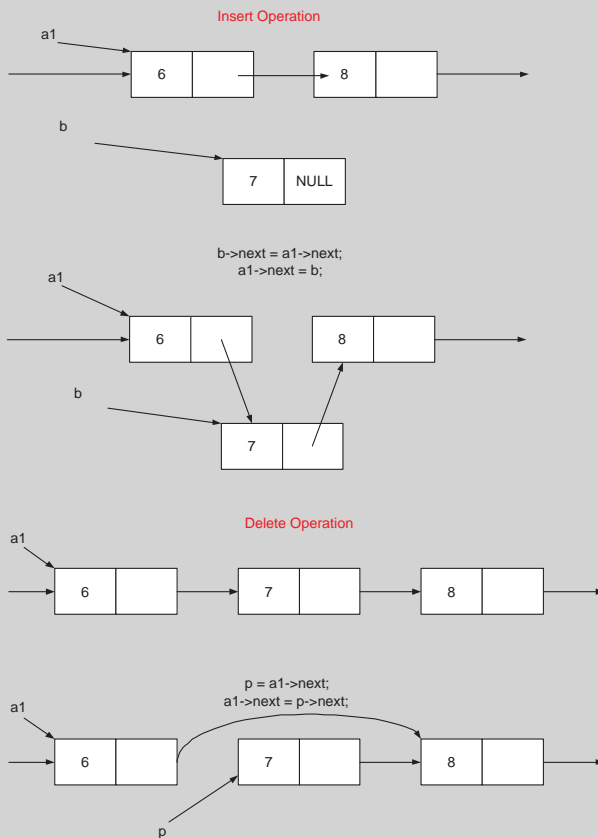 Insert Operation
a1
6
8
b
7 NULL
b->next = a1->next;
a1->next = b;
a1
6
8
b
7
Delete Operation
a1
6
7
8
p = a1->next;
a1->next = p->next;
a1
6
7
8
p